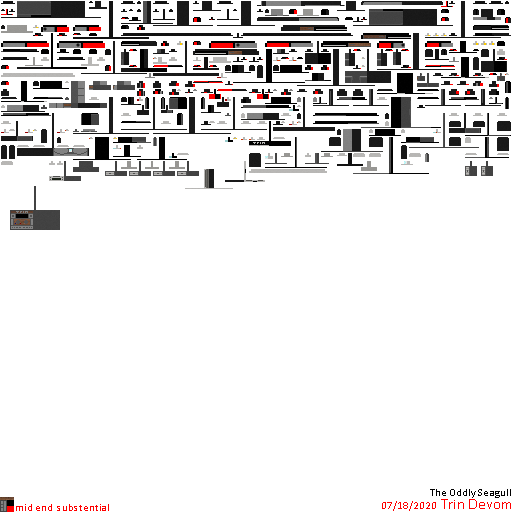 The Oddly Seagull
07/18/2020 Trin Devom
mid end substential